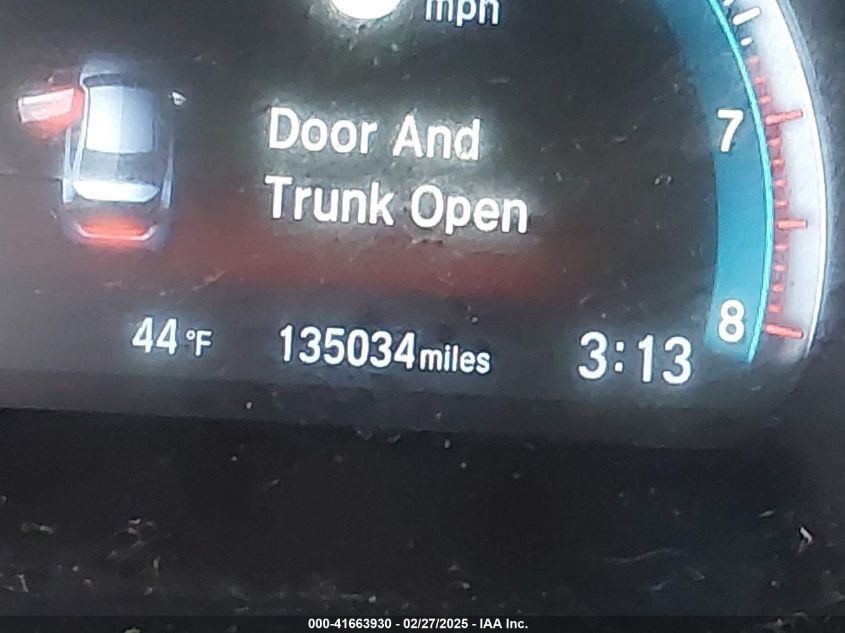 mph
Door And
Trunk Open
7
8
44 °F 135034 miles 3:13
000-41663930 - 02/27/2025 - IAA Inc.